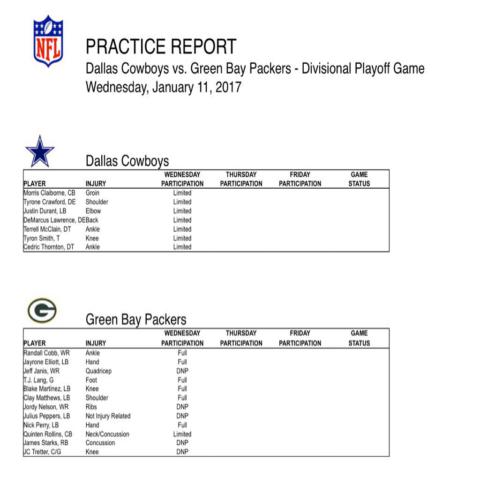 NFL
PRACTICE REPORT
Dallas Cowboys vs. Green Bay Packers - Divisional Playoff Game
Wednesday, January 11, 2017
Dallas Cowboys
WEDNESDAY THURSDAY FRIDAY GAME
PLAYER INJURY PARTICIPATION PARTICIPATION PARTICIPATION STATUS
Morris Claiborne, CB Groin Limited
Tyrone Crawford, DE Shoulder Limited
Justin Durant, LB Elbow Limited
DeMarcus Lawrence, DE Back Limited
Terrell McClain, DT Ankle Limited
Tyron Smith, T Knee Limited
Cedric Thornton, DT Ankle Limited
G
Green Bay Packers
WEDNESDAY THURSDAY FRIDAY GAME
PLAYER INJURY PARTICIPATION PARTICIPATION PARTICIPATION STATUS
Randall Cobb, WR Ankle Full
Jayrone Elliott, LB Hand Full
Jeff Janis, WR Quadricep DNP
T.J. Lang, G Foot Full
Blake Martinez, LB Knee Full
Clay Matthews, LB Shoulder Full
Jordy Nelson, WR Ribs DNP
Julius Peppers, LB Not Injury Related DNP
Nick Perry, LB Hand Full
Quinten Rollins, CB Neck/Concussion Limited
James Starks, RB Concussion DNP
JC Tretter, C/G Knee DNP